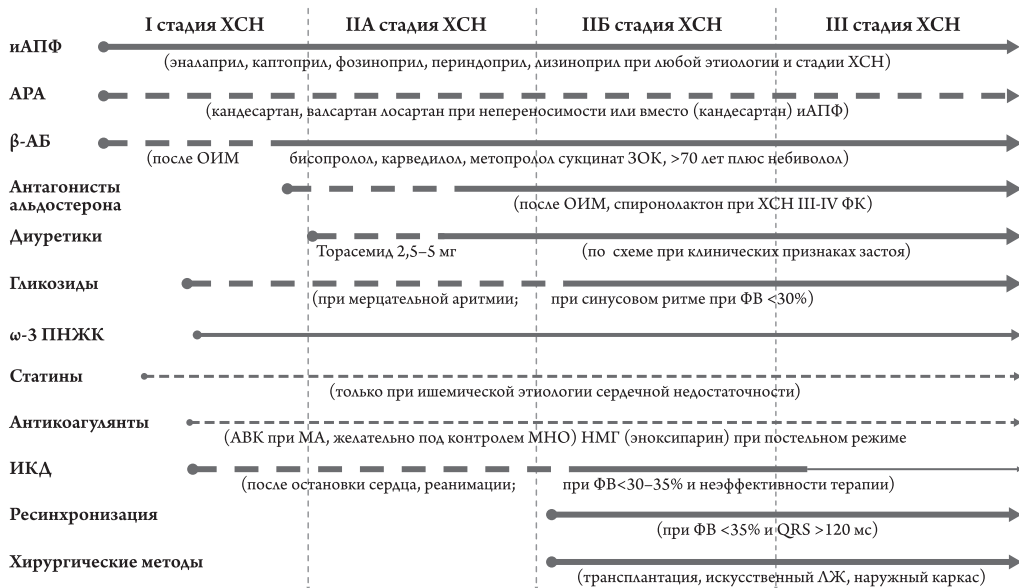 I стадия ХСН IIА стадия ХСН IIБ стадия ХСН III стадия ХСН
иАПФ
(эналаприл, каптоприл, фозиноприл, периндоприл, лизиноприл при любой этиологии и стадии ХСН)
АРА
(кандесартан, валсартан лосартан при непереносимости или вместо (кандесартан) иАПФ)
β-АБ
(после ОИМ бисопролол, карведилол, метопролол сукцинат ЗОК, >70 лет плюс небиволол)
Антагонисты
альдостерона
(после ОИМ, спиронолактон при ХСН III-IV ФК)
Диуретики
Торасемид 2,5–5 мг (по схеме при клинических признаках застоя)
Гликозиды
(при мерцательной аритмии; при синусовом ритме при ФВ <30%)
ω-3 ПНЖК
Статины
(только при ишемической этиологии сердечной недостаточности)
Антикоагулянты
(АВК при МА, желательно под контролем МНО) НМГ (эноксипарин) при постельном режиме
ИКД
(после остановки сердца, реанимации; при ФВ<30–35% и неэффективности терапии)
Ресинхронизация
(при ФВ <35% и QRS >120 мс)
Хирургические методы
(трансплантация, искусственный ЛЖ, наружный каркас)